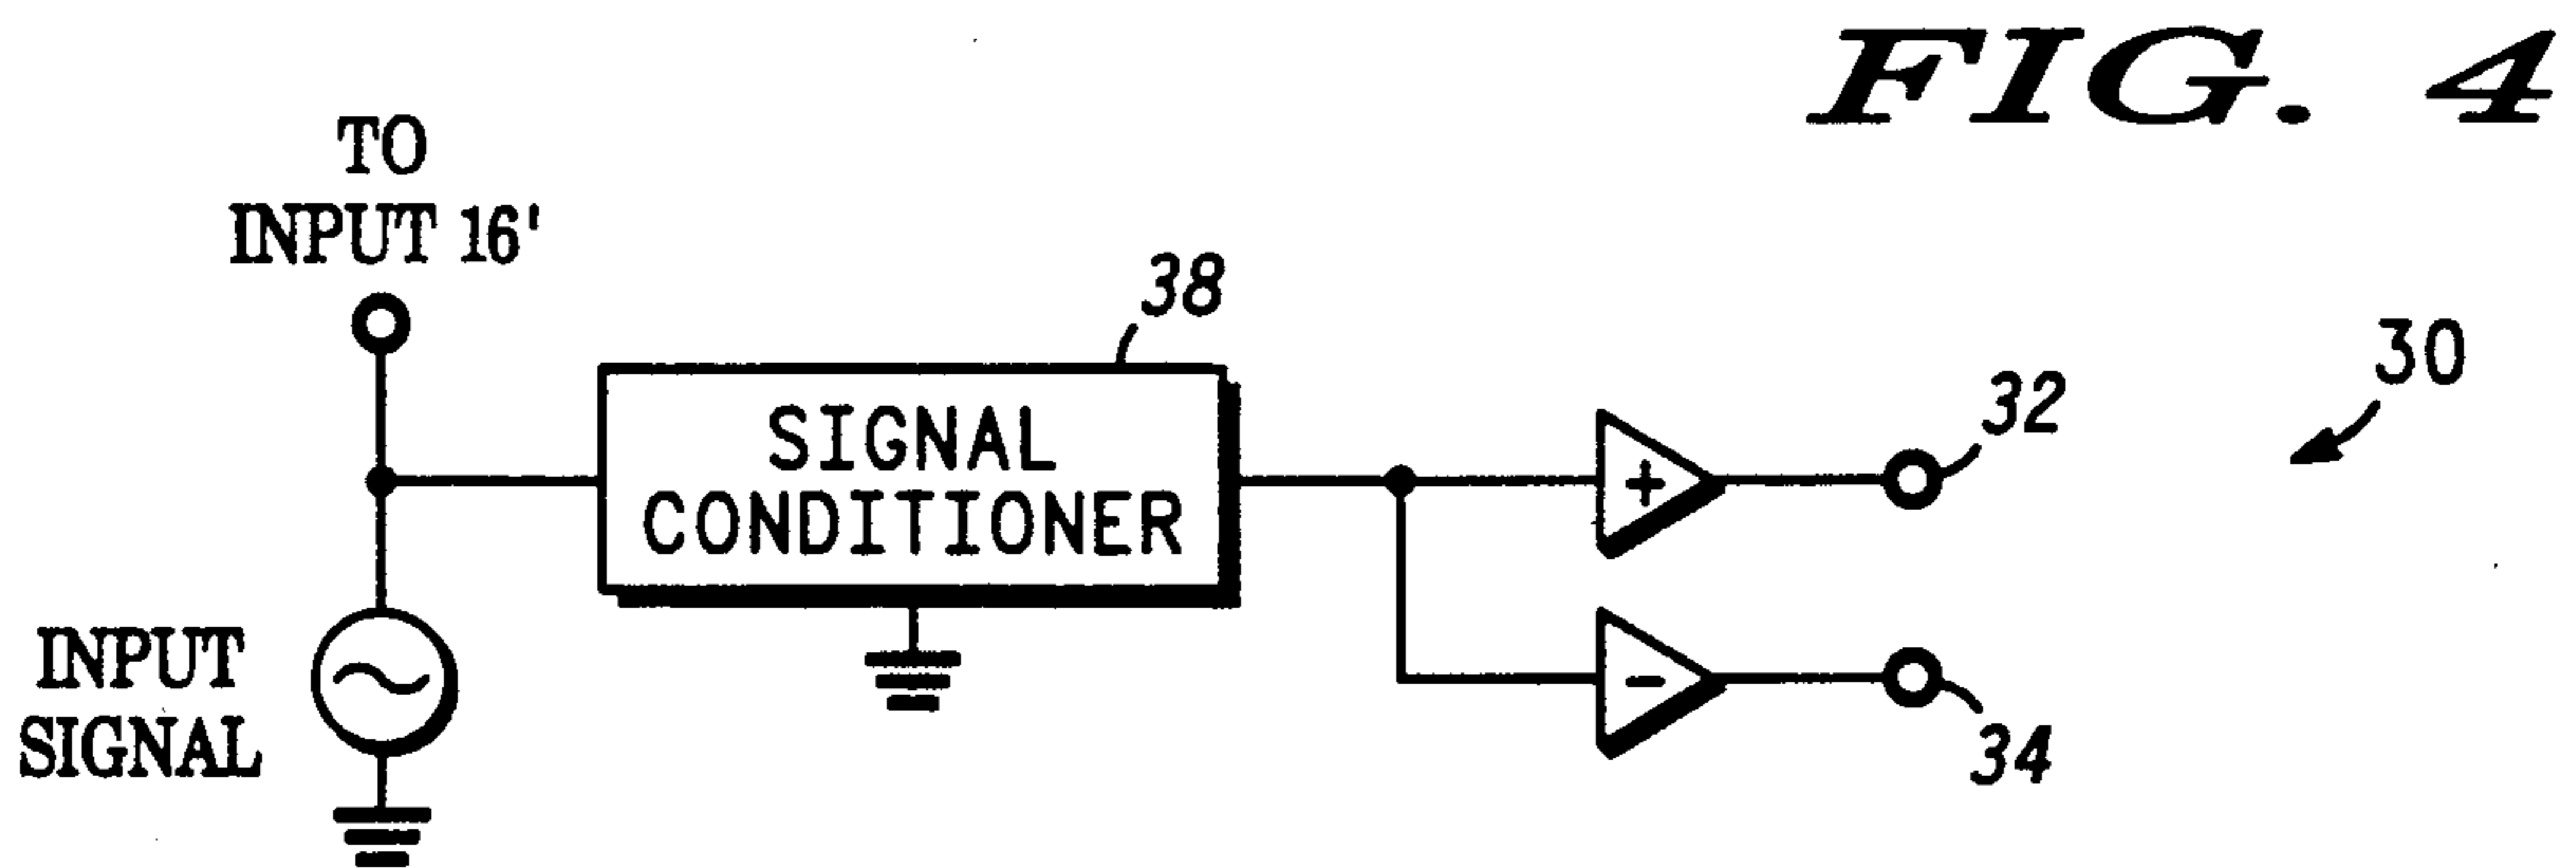 FIG. 4
TO
INPUT 16'
38
SIGNAL
CONDITIONER
+
32
30
INPUT
SIGNAL
-
34